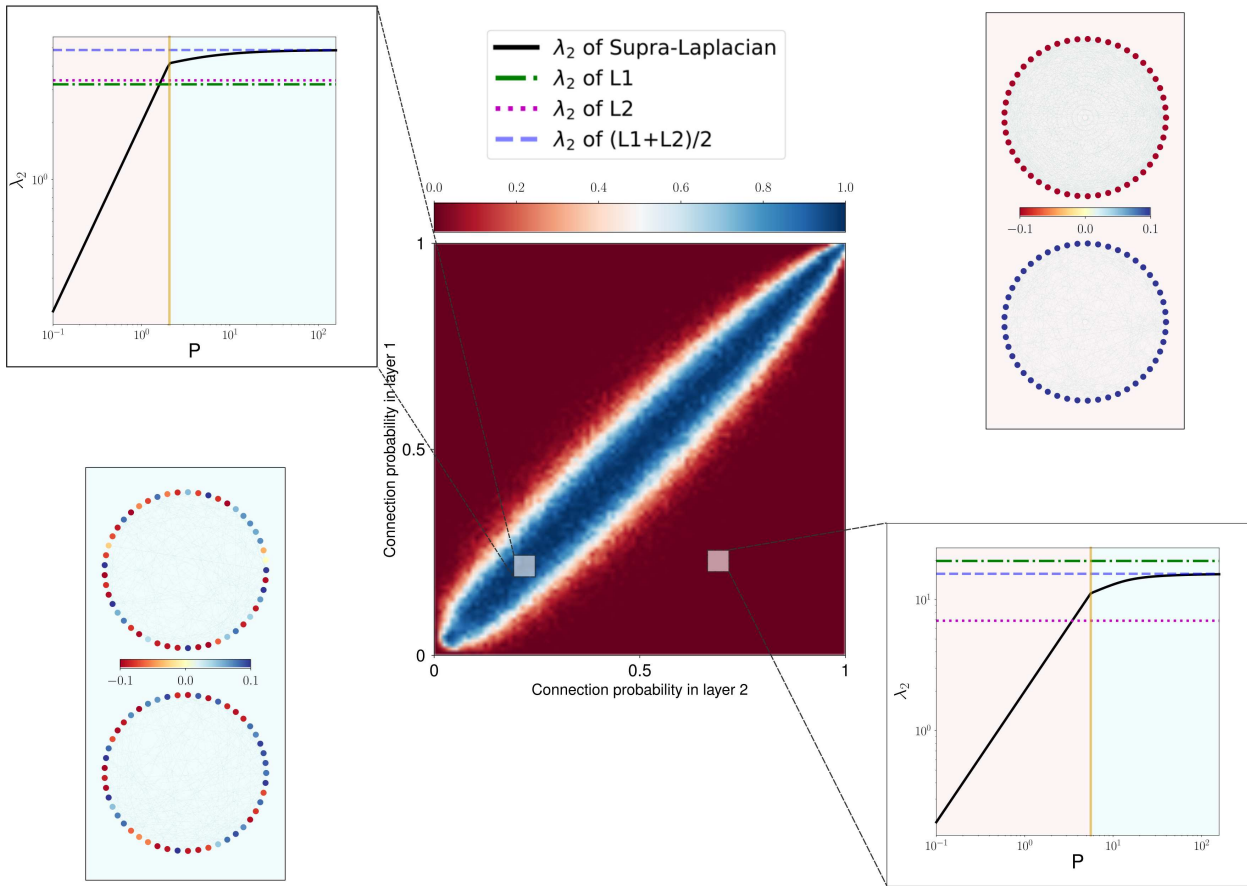 λ₂
10⁰
10⁻¹
10⁰
10¹
10²
P
λ₂ of Supra-Laplacian
λ₂ of L1
λ₂ of L2
λ₂ of (L1+L2)/2
0.0 0.2 0.4 0.6 0.8 1.0
1
0.5
0
0 0.5 1
Connection probability in layer 1
Connection probability in layer 2
−0.1 0.0 0.1
−0.1 0.0 0.1
λ₂
10¹
10⁰
10⁻¹ 10⁰ 10¹ 10²
P